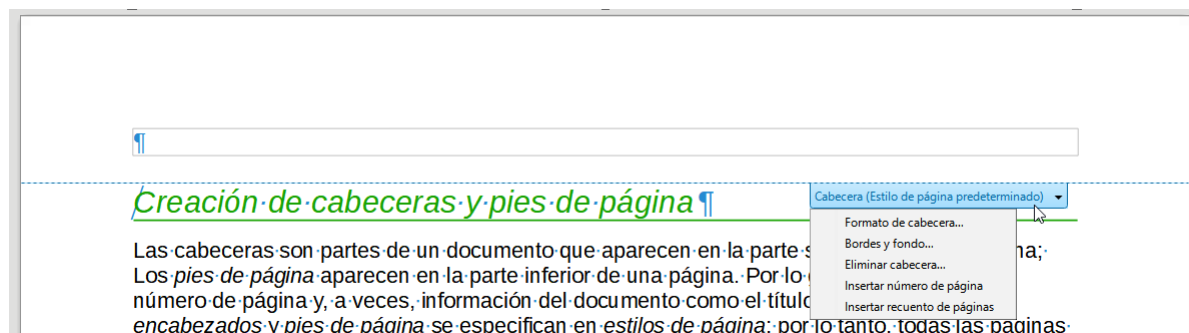 ¶
Creación·de·cabeceras·y·pies·de·página¶
Cabecera (Estilo de página predeterminado)
Formato de cabecera...
Bordes y fondo...
Eliminar cabecera...
Insertar número de página
Insertar recuento de páginas
Las·cabeceras·son·partes·de·un·documento·que·aparecen·en·la·parte· na;·
Los·pies·de·página·aparecen·en·la·parte·inferior·de·una·página.·Por·lo·
número·de·página·y,·a·veces,·información·del·documento·como·el·título
encabezados·y·pies·de·página·se·especifican·en·estilos·de·página;·por·lo·tanto,·todas·las·páginas·